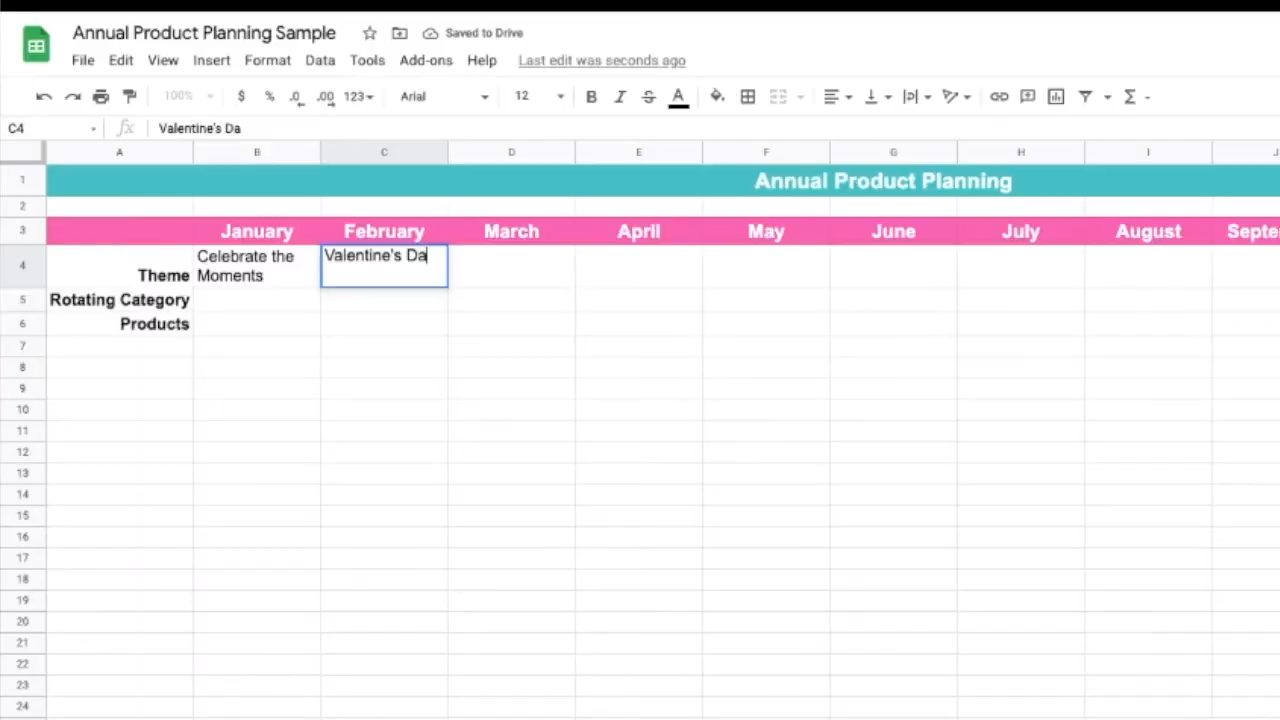 Annual Product Planning Sample Saved to Drive
File Edit View Insert Format Data Tools Add-ons Help Last edit was seconds ago
100% $ % .0 .00 123 Arial 12 B I S A Σ
C4 fx Valentine's Da
A B C D E F G H I J
1 Annual Product Planning
2
3 January February March April May June July August Septe
4 Theme Celebrate the Valentine's Da
Moments
5 Rotating Category
6 Products
7
8
9
10
11
12
13
14
15
16
17
18
19
20
21
22
23
24